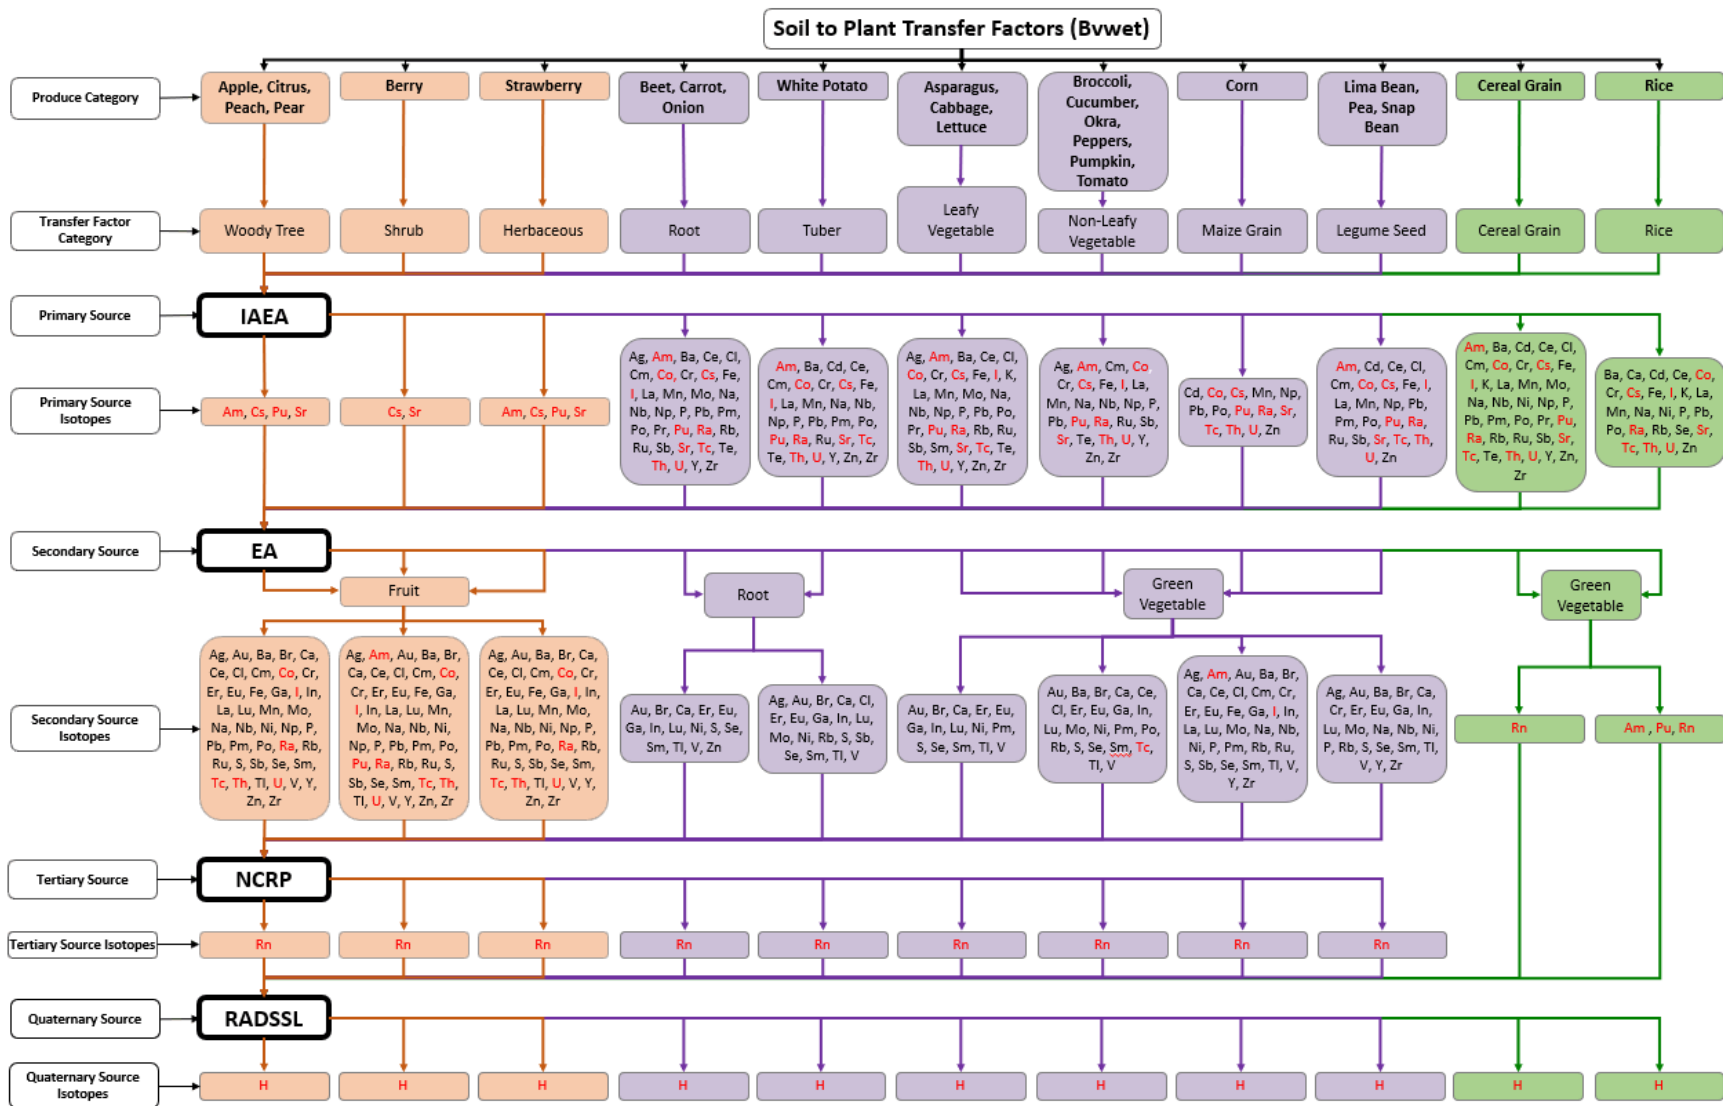 Soil to Plant Transfer Factors (Bvwet)
Produce Category
Apple, Citrus,
Peach, Pear
Berry
Strawberry
Beet, Carrot,
Onion
White Potato
Asparagus,
Cabbage,
Lettuce
Broccoli,
Cucumber,
Okra,
Peppers,
Pumpkin,
Tomato
Corn
Lima Bean,
Pea, Snap
Bean
Cereal Grain
Rice
Transfer Factor
Category
Woody Tree
Shrub
Herbaceous
Root
Tuber
Leafy
Vegetable
Non-Leafy
Vegetable
Maize Grain
Legume Seed
Cereal Grain
Rice
Primary Source
IAEA
Primary Source
Isotopes
Am, Cs, Pu, Sr
Cs, Sr
Am, Cs, Pu, Sr
Ag, Am, Ba, Ce, Cl,
Cm, Co, Cr, Cs, Fe,
I, La, Mn, Mo, Na,
Nb, Np, P, Pb, Pm,
Po, Pr, Pu, Ra, Rb,
Ru, Sb, Sr, Tc, Te,
Th, U, Y, Zr
Am, Ba, Cd, Ce,
Cm, Co, Cr, Cs, Fe,
I, La, Mn, Na, Nb,
Np, P, Pb, Pm, Po,
Pu, Ra, Ru, Sr, Tc,
Te, Th, U, Y, Zn, Zr
Ag, Am, Ba, Ce, Cl,
Co, Cr, Cs, Fe, I, K,
La, Mn, Mo, Na,
Nb, Np, P, Pb, Po,
Pr, Pu, Ra, Rb, Ru,
Sb, Sm, Sr, Tc, Te,
Th, U, Y, Zn, Zr
Ag, Am, Cm, Co,
Cr, Cs, Fe, I, La,
Mn, Na, Nb, Np, P,
Pb, Pu, Ra, Ru, Sb,
Sr, Te, Th, U, Y,
Zn, Zr
Cd, Co, Cs, Mn, Np,
Pb, Po, Pu, Ra, Sr,
Tc, Th, U, Zn
Am, Cd, Ce, Cl,
Cm, Co, Cs, Fe, I,
La, Mn, Np, Pb,
Pm, Po, Pu, Ra,
Ru, Sb, Sr, Tc, Th,
U, Zn
Am, Ba, Cd, Ce, Cl,
Cm, Co, Cr, Cs, Fe,
I, K, La, Mn, Mo,
Na, Nb, Ni, Np, P,
Pb, Pm, Po, Pr, Pu,
Ra, Rb, Ru, Sb, Sr,
Tc, Te, Th, U, Y, Zn,
Zr
Ba, Ca, Cd, Ce, Co,
Cr, Cs, Fe, I, K, La,
Mn, Na, Ni, P, Pb,
Po, Ra, Rb, Se, Sr,
Tc, Th, U, Zn
Secondary Source
EA
Fruit
Root
Green
Vegetable
Green
Vegetable
Secondary Source
Isotopes
Ag, Au, Ba, Br, Ca,
Ce, Cl, Cm, Co, Cr,
Er, Eu, Fe, Ga, I, In,
La, Lu, Mn, Mo,
Na, Nb, Ni, Np, P,
Pb, Pm, Po, Ra, Rb,
Ru, S, Sb, Se, Sm,
Tc, Th, Tl, U, V, Y,
Zn, Zr
Ag, Am, Au, Ba, Br,
Ca, Ce, Cl, Cm, Co,
Cr, Er, Eu, Fe, Ga,
I, In, La, Lu, Mn,
Mo, Na, Nb, Ni,
Np, P, Pb, Pm, Po,
Pu, Ra, Rb, Ru, S,
Sb, Se, Sm, Tc, Th,
Tl, U, V, Y, Zn, Zr
Ag, Au, Ba, Br, Ca,
Ce, Cl, Cm, Co, Cr,
Er, Eu, Fe, Ga, I, In,
La, Lu, Mn, Mo,
Na, Nb, Ni, Np, P,
Pb, Pm, Po, Ra, Rb,
Ru, S, Sb, Se, Sm,
Tc, Th, Tl, U, V, Y,
Zn, Zr
Au, Br, Ca, Er, Eu,
Ga, In, Lu, Ni, S, Se,
Sm, Tl, V, Zn
Ag, Au, Br, Ca, Cl,
Er, Eu, Ga, In, Lu,
Mo, Ni, Rb, S, Sb,
Se, Sm, Tl, V
Au, Br, Ca, Er, Eu,
Ga, In, Lu, Ni, Pm,
S, Se, Sm, Tl, V
Au, Ba, Br, Ca, Ce,
Cl, Er, Eu, Ga, In,
Lu, Mo, Ni, Pm, Po,
Rb, S, Se, Sm, Tc,
Tl, V
Ag, Am, Au, Ba, Br,
Ca, Ce, Cl, Cm, Cr,
Er, Eu, Fe, Ga, I, In,
La, Lu, Mo, Na, Nb,
Ni, P, Pm, Rb, Ru,
S, Sb, Se, Sm, Tl, V,
Y, Zr
Ag, Au, Ba, Br, Ca,
Cr, Er, Eu, Ga, In,
Lu, Mo, Na, Nb, Ni,
P, Rb, S, Se, Sm, Tl,
V, Y, Zr
Rn
Am , Pu, Rn
Tertiary Source
NCRP
Tertiary Source Isotopes
Rn
Rn
Rn
Rn
Rn
Rn
Rn
Rn
Rn
Quaternary Source
RADSSL
Quaternary Source
Isotopes
H
H
H
H
H
H
H
H
H
H
H